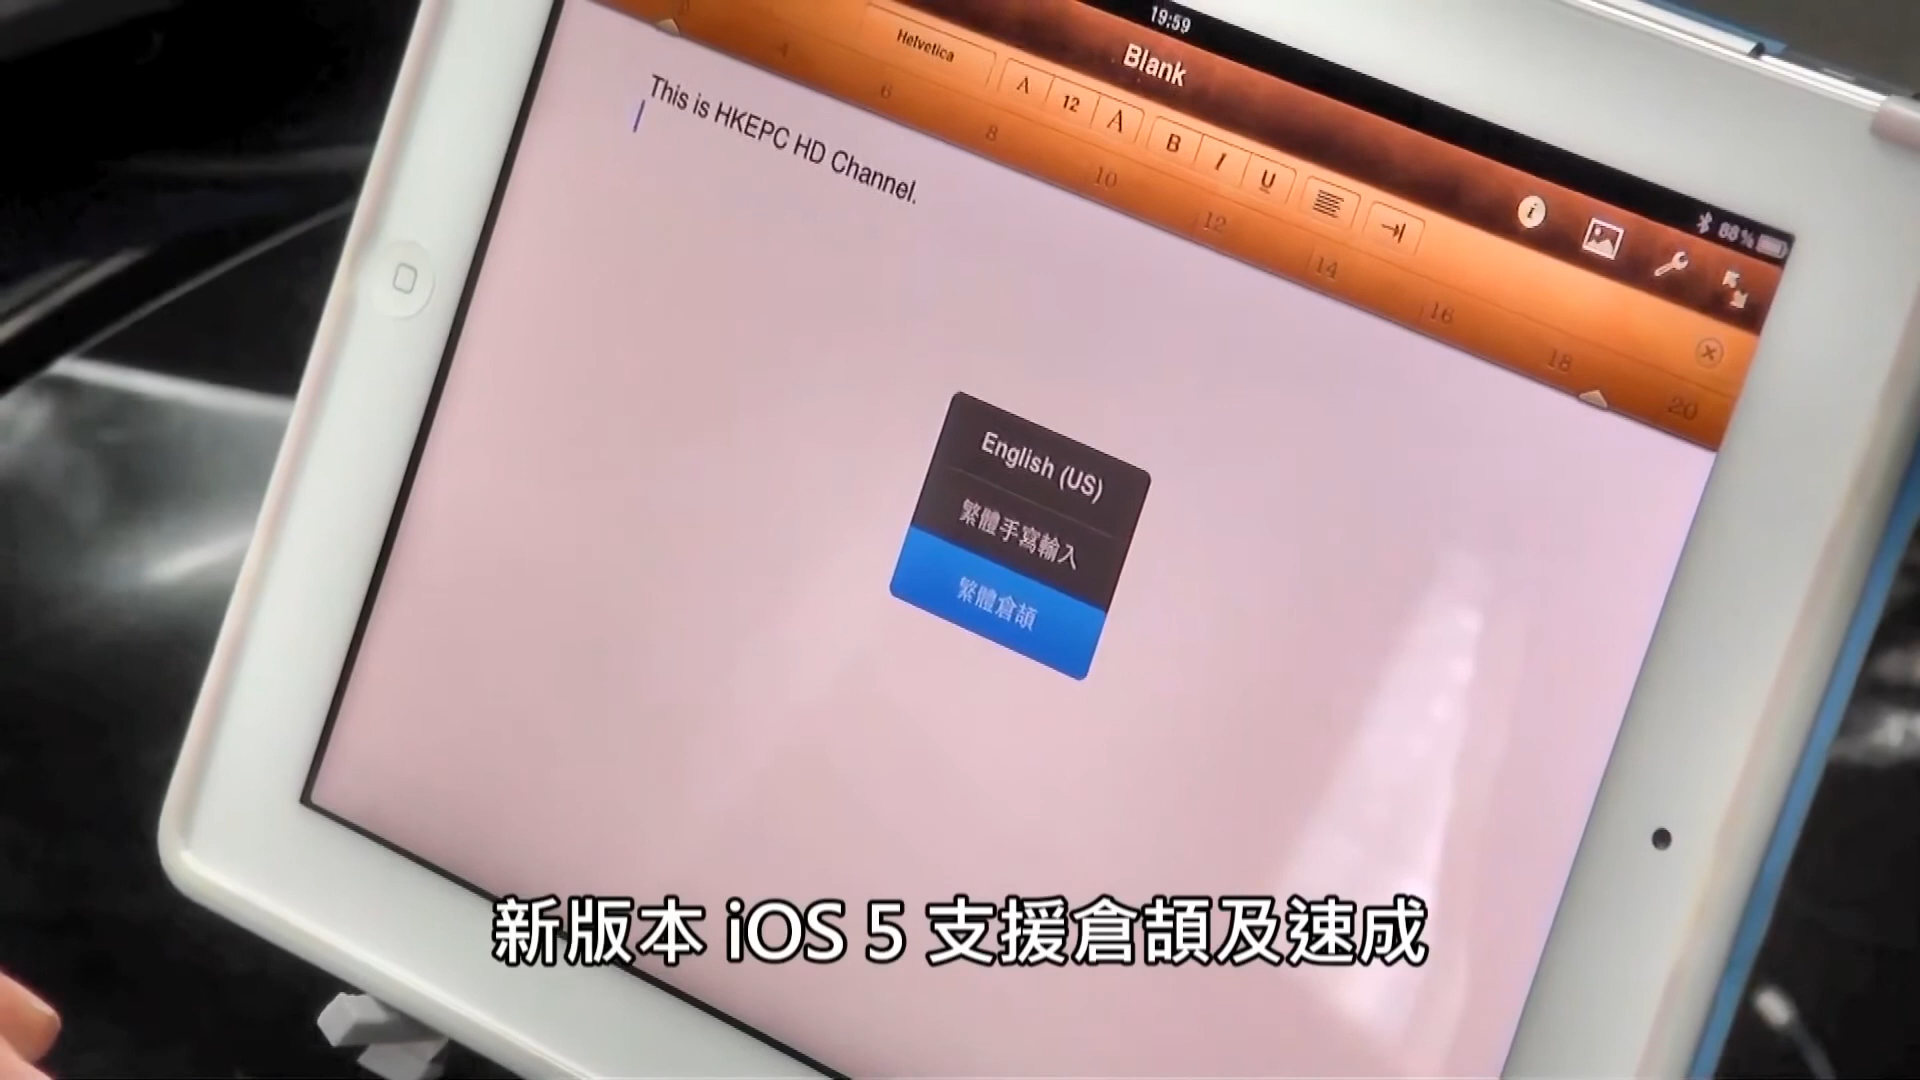 19:59
Blank
88%
Helvetica
A 12 A B I U
4 6 8 10 12 14 16 18 20
This is HKEPC HD Channel.
English (US)
繁體手寫輸入
繁體倉頡
新版本 iOS 5 支援倉頡及速成